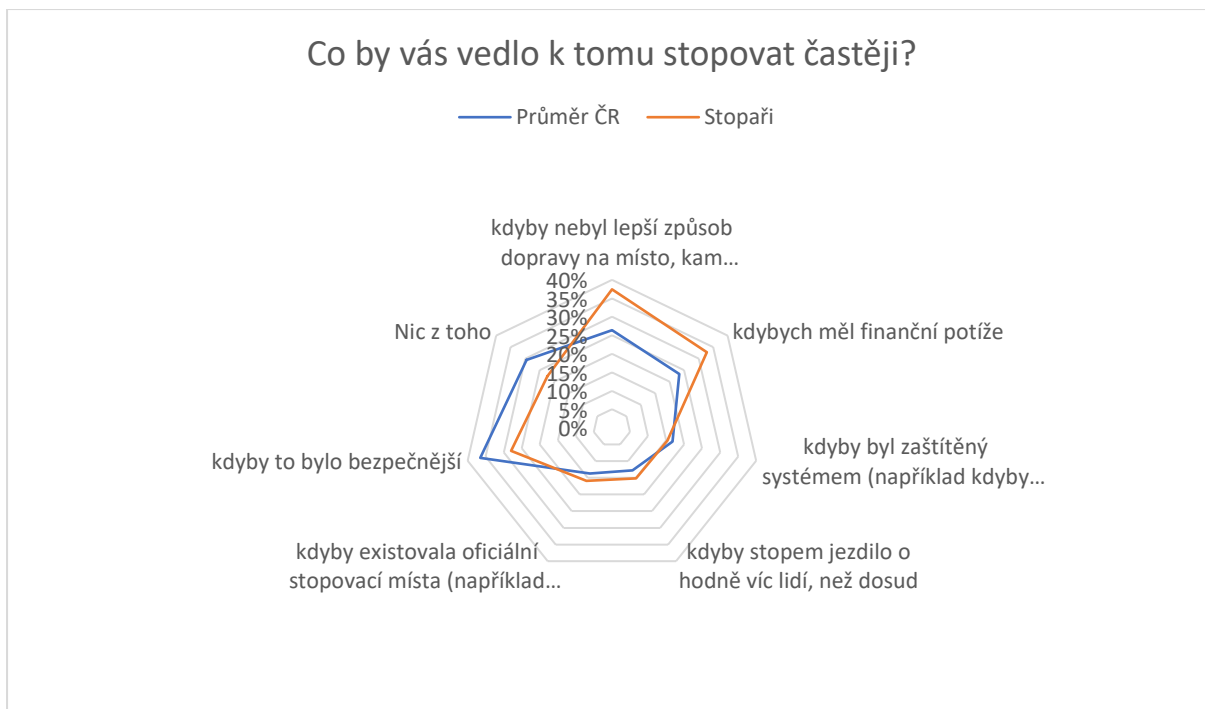 Co by vás vedlo k tomu stopovat častěji?
Průměr ČR
Stopaři
kdyby nebyl lepší způsob
dopravy na místo, kam...
40%
35%
30%
25%
20%
15%
10%
5%
0%
kdybych měl finanční potíže
kdyby byl zaštítěný
systémem (například kdyby...
kdyby stopem jezdilo o
hodně víc lidí, než dosud
kdyby existovala oficiální
stopovací místa (například...
kdyby to bylo bezpečnější
Nic z toho